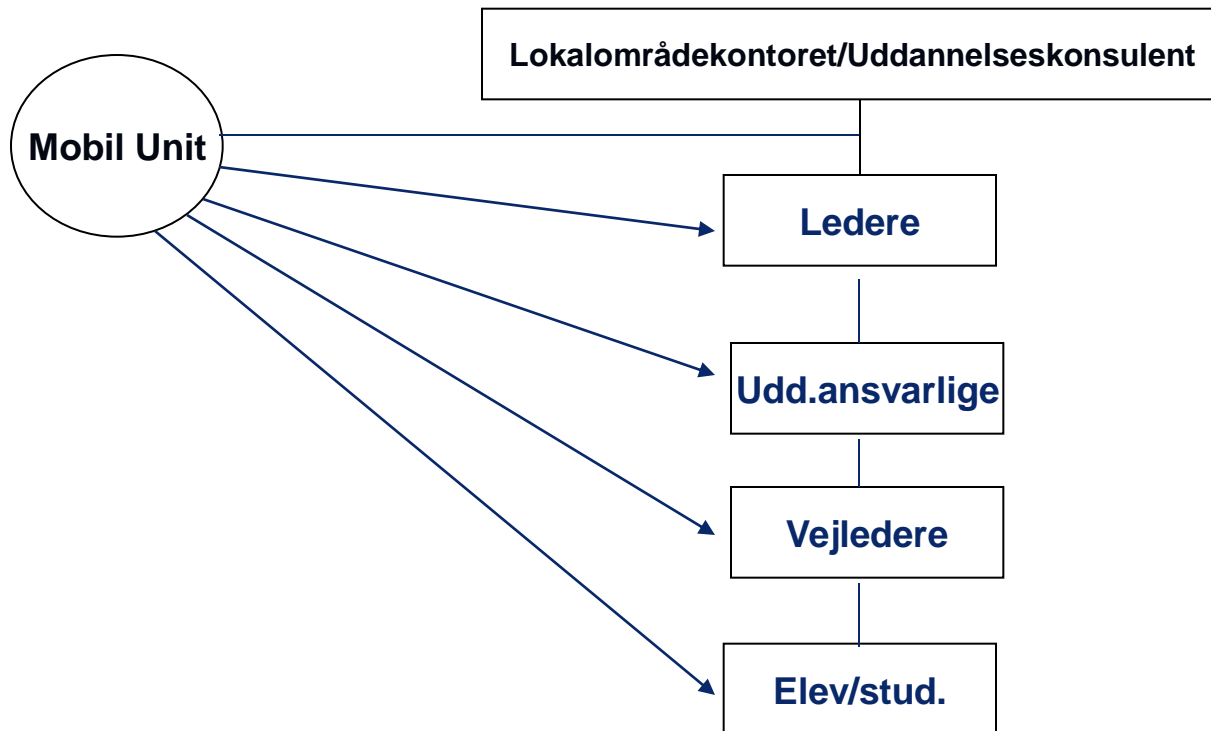 Lokalområdekontoret/Uddannelseskonsulent
Mobil Unit
Ledere
Udd.ansvarlige
Vejledere
Elev/stud.